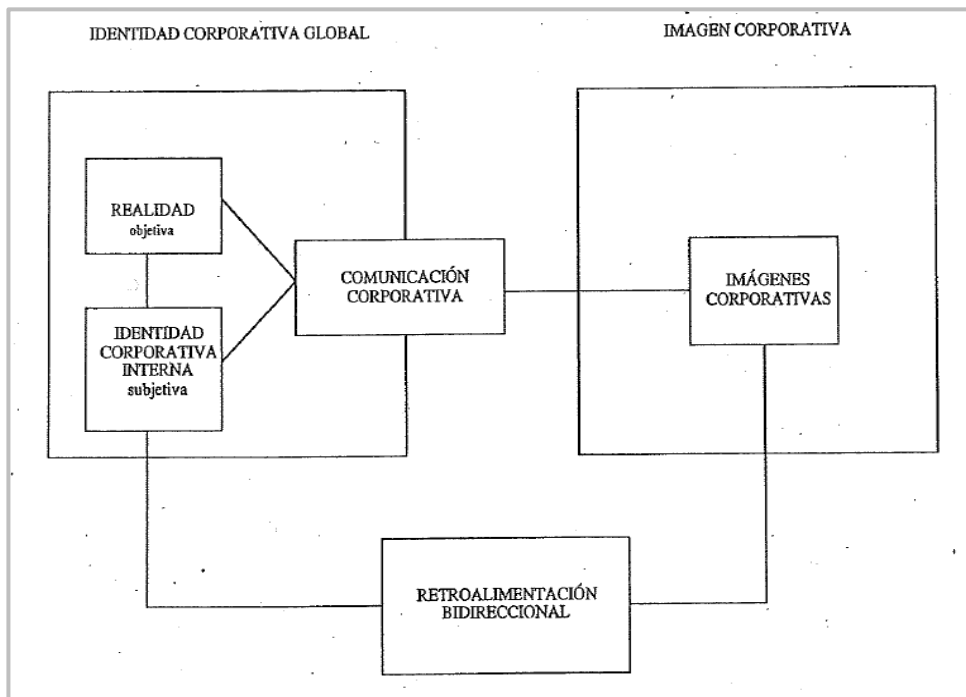 IDENTIDAD CORPORATIVA GLOBAL
IMAGEN CORPORATIVA
REALIDAD
objetiva
COMUNICACIÓN
CORPORATIVA
IMÁGENES
CORPORATIVAS
IDENTIDAD
CORPORATIVA
INTERNA
subjetiva
RETROALIMENTACIÓN
BIDIRECCIONAL